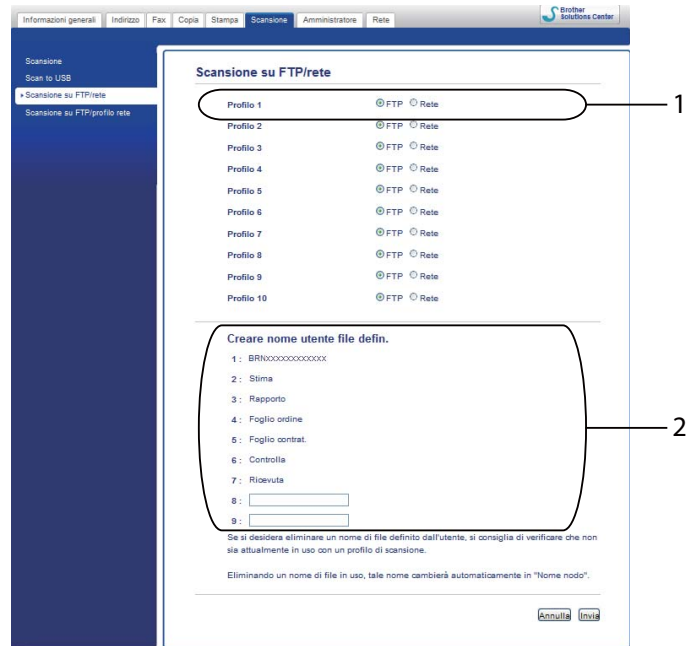 Informazioni generali Indirizzo Fax Copia Stampa Scansione Amministratore Rete
Brother
Solutions Center
Scansione
Scan to USB
Scansione su FTP/rete
Scansione su FTP/profilo rete
Scansione su FTP/rete
Profilo 1 FTP Rete
1
Profilo 2 FTP Rete
Profilo 3 FTP Rete
Profilo 4 FTP Rete
Profilo 5 FTP Rete
Profilo 6 FTP Rete
Profilo 7 FTP Rete
Profilo 8 FTP Rete
Profilo 9 FTP Rete
Profilo 10 FTP Rete
Creare nome utente file defin.
1 : BRNxxxxxxxxxxxx
2 : Stima
3 : Rapporto
4 : Foglio ordine
2
5 : Foglio contrat.
6 : Controlla
7 : Ricevuta
8 :
9 :
Se si desidera eliminare un nome di file definito dall'utente, si consiglia di verificare che non
sia attualmente in uso con un profilo di scansione.
Eliminando un nome di file in uso, tale nome cambierà automaticamente in "Nome nodo".
Annulla Invia